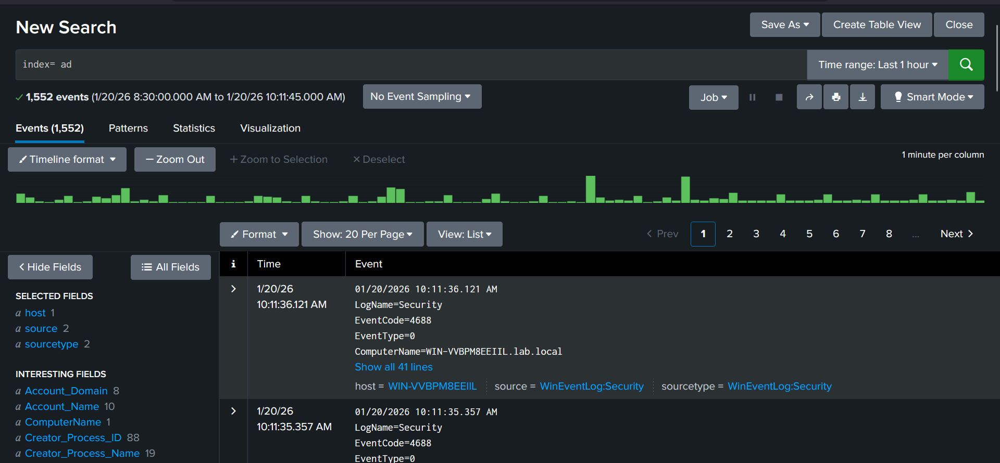 New Search
Save As
Create Table View
Close
index= ad
Time range: Last 1 hour
1,552 events (1/20/26 8:30:00.000 AM to 1/20/26 10:11:45.000 AM)
No Event Sampling
Job
Smart Mode
Events (1,552)
Patterns
Statistics
Visualization
Timeline format
Zoom Out
Zoom to Selection
Deselect
1 minute per column
Format
Show: 20 Per Page
View: List
Prev
1
2
3
4
5
6
7
8
...
Next
Hide Fields
All Fields
SELECTED FIELDS
a host 1
a source 2
a sourcetype 2
INTERESTING FIELDS
a Account_Domain 8
a Account_Name 10
a ComputerName 1
a Creator_Process_ID 88
a Creator_Process_Name 19
i
Time
Event
1/20/26
10:11:36.121 AM
01/20/2026 10:11:36.121 AM
LogName=Security
EventCode=4688
EventType=0
ComputerName=WIN-VVBPM8EEIIL.lab.local
Show all 41 lines
host = WIN-VVBPM8EEIIL
source = WinEventLog:Security
sourcetype = WinEventLog:Security
1/20/26
10:11:35.357 AM
01/20/2026 10:11:35.357 AM
LogName=Security
EventCode=4688
EventType=0